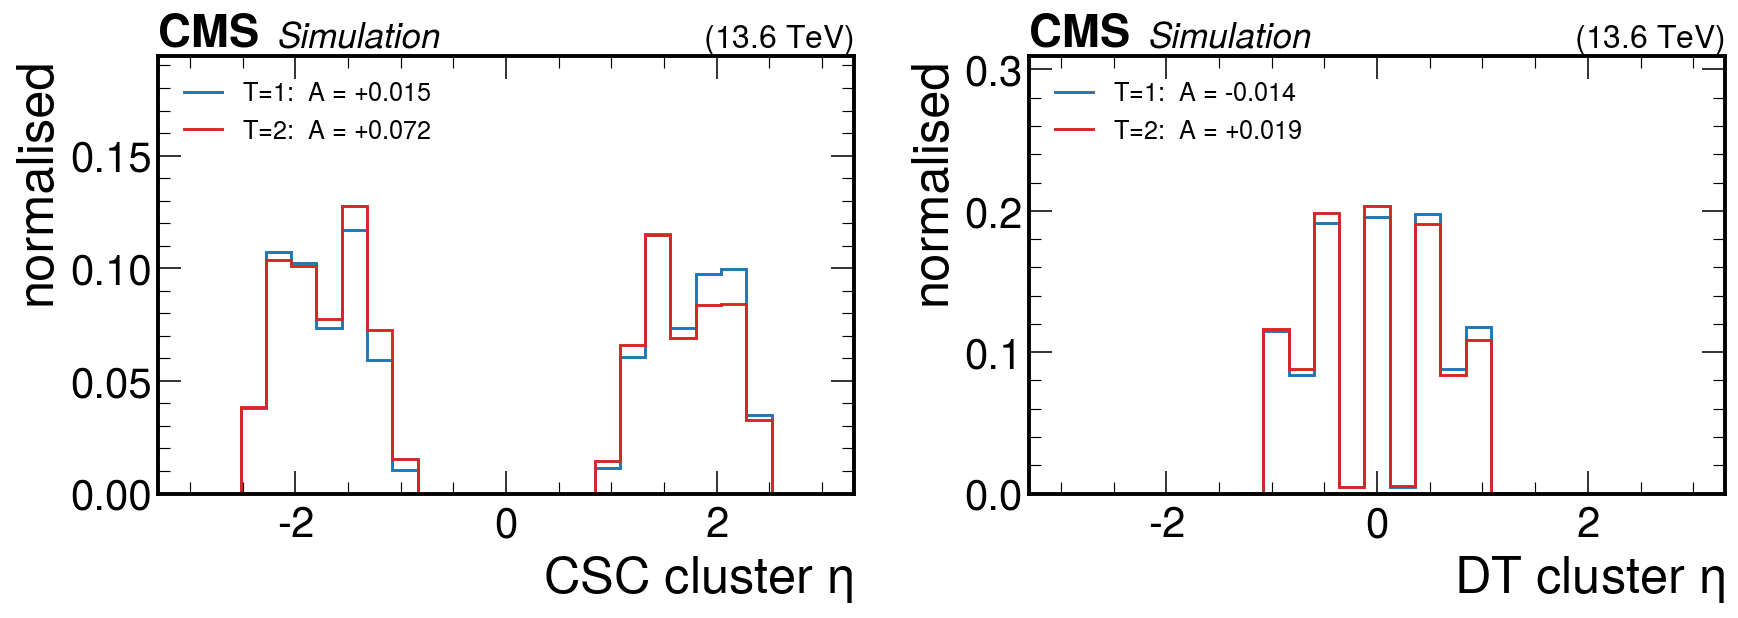 CMS Simulation (13.6 TeV)
T=1: A = +0.015
T=2: A = +0.072
normalised
0.15
0.10
0.05
0.00
-2 0 2
CSC cluster η
CMS Simulation (13.6 TeV)
T=1: A = -0.014
T=2: A = +0.019
normalised
0.3
0.2
0.1
0.0
-2 0 2
DT cluster η